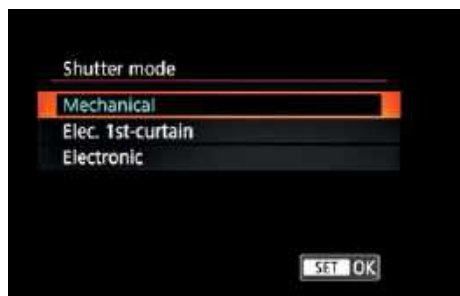 Shutter mode
Mechanical
Elec. 1st-curtain
Electronic
SET OK